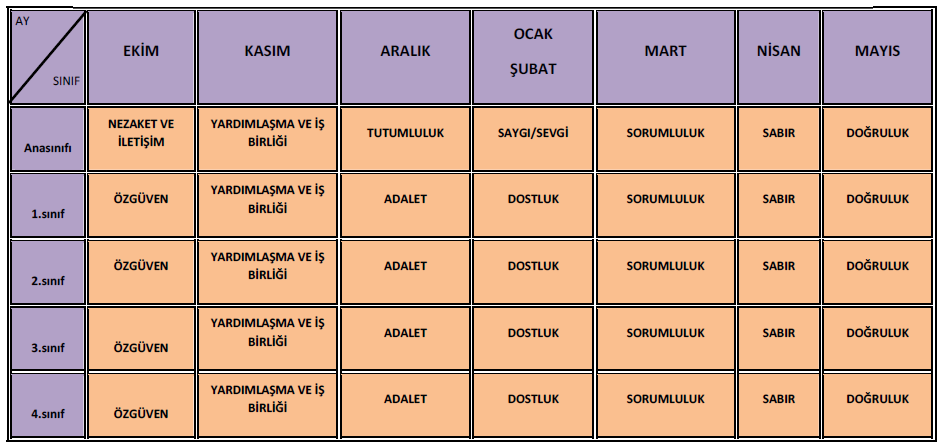 AY
SINIF
EKİM
KASIM
ARALIK
OCAK
ŞUBAT
MART
NİSAN
MAYIS
Anasınıfı
NEZAKET VE
İLETİŞİM
YARDIMLAŞMA VE İŞ
BİRLİĞİ
TUTUMLULUK
SAYGI/SEVGİ
SORUMLULUK
SABIR
DOĞRULUK
1.sınıf
ÖZGÜVEN
YARDIMLAŞMA VE İŞ
BİRLİĞİ
ADALET
DOSTLUK
SORUMLULUK
SABIR
DOĞRULUK
2.sınıf
ÖZGÜVEN
YARDIMLAŞMA VE İŞ
BİRLİĞİ
ADALET
DOSTLUK
SORUMLULUK
SABIR
DOĞRULUK
3.sınıf
ÖZGÜVEN
YARDIMLAŞMA VE İŞ
BİRLİĞİ
ADALET
DOSTLUK
SORUMLULUK
SABIR
DOĞRULUK
4.sınıf
ÖZGÜVEN
YARDIMLAŞMA VE İŞ
BİRLİĞİ
ADALET
DOSTLUK
SORUMLULUK
SABIR
DOĞRULUK